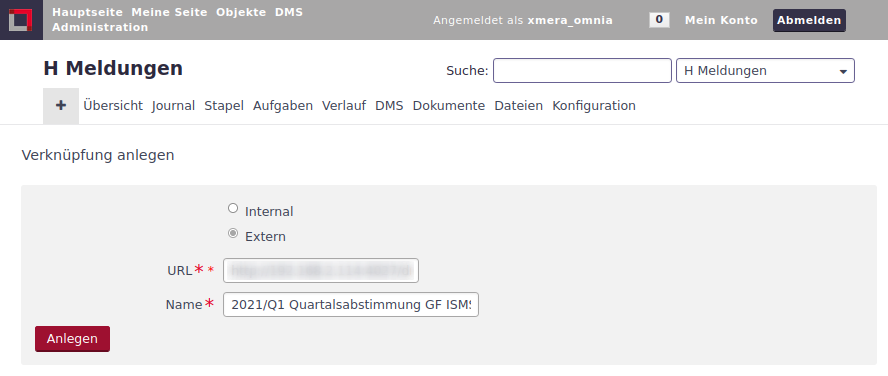 Hauptseite Meine Seite Objekte DMS
Administration
Angemeldet als xmera_omnia 0 Mein Konto Abmelden
H Meldungen
Suche: H Meldungen
+ Übersicht Journal Stapel Aufgaben Verlauf DMS Dokumente Dateien Konfiguration
Verknüpfung anlegen
Internal
Extern
URL* *
Name* 2021/Q1 Quartalsabstimmung GF ISMS
Anlegen